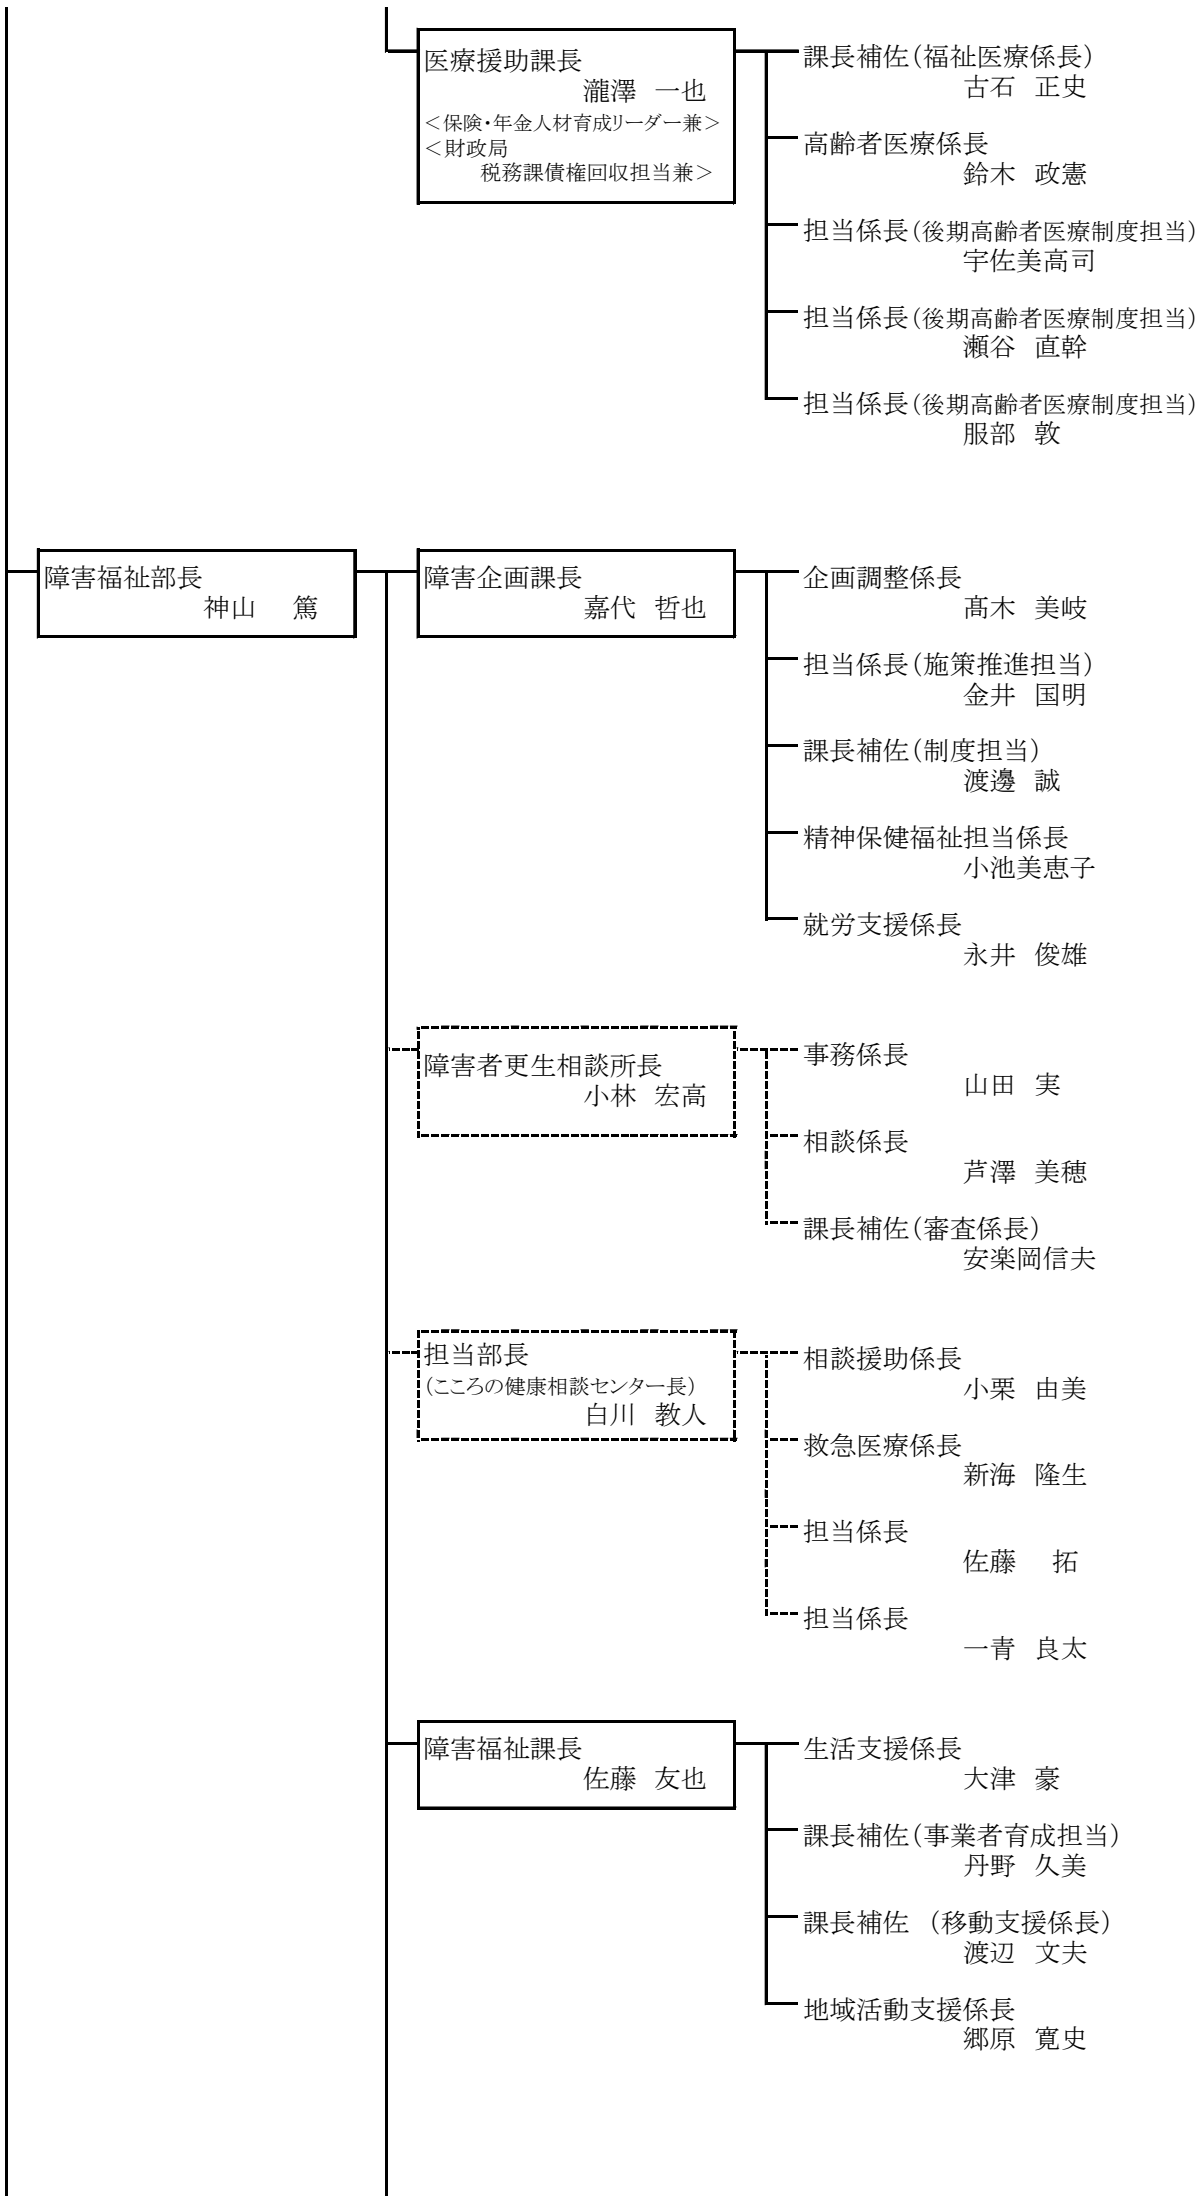 医療援助課長
瀧澤 一也
＜保険・年金人材育成リーダー兼＞
＜財政局
税務課債権回収担当兼＞
課長補佐（福祉医療係長）
古石 正史
高齢者医療係長
鈴木 政憲
担当係長（後期高齢者医療制度担当）
宇佐美高司
担当係長（後期高齢者医療制度担当）
瀬谷 直幹
担当係長（後期高齢者医療制度担当）
服部 敦
障害福祉部長
神山 篤
障害企画課長
嘉代 哲也
企画調整係長
髙木 美岐
担当係長（施策推進担当）
金井 国明
課長補佐（制度担当）
渡邊 誠
精神保健福祉担当係長
小池美恵子
就労支援係長
永井 俊雄
障害者更生相談所長
小林 宏高
事務係長
山田 実
相談係長
芦澤 美穂
課長補佐（審査係長）
安楽岡信夫
担当部長
（こころの健康相談センター長）
白川 教人
相談援助係長
小栗 由美
救急医療係長
新海 隆生
担当係長
佐藤 拓
担当係長
一青 良太
障害福祉課長
佐藤 友也
生活支援係長
大津 豪
課長補佐（事業者育成担当）
丹野 久美
課長補佐 （移動支援係長）
渡辺 文夫
地域活動支援係長
郷原 寛史